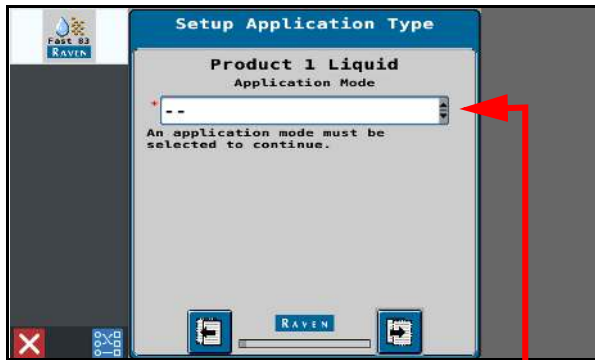 Fast 83
RAVEN
Setup Application Type
Product 1 Liquid
Application Mode
* --
An application mode must be
selected to continue.
RAVEN